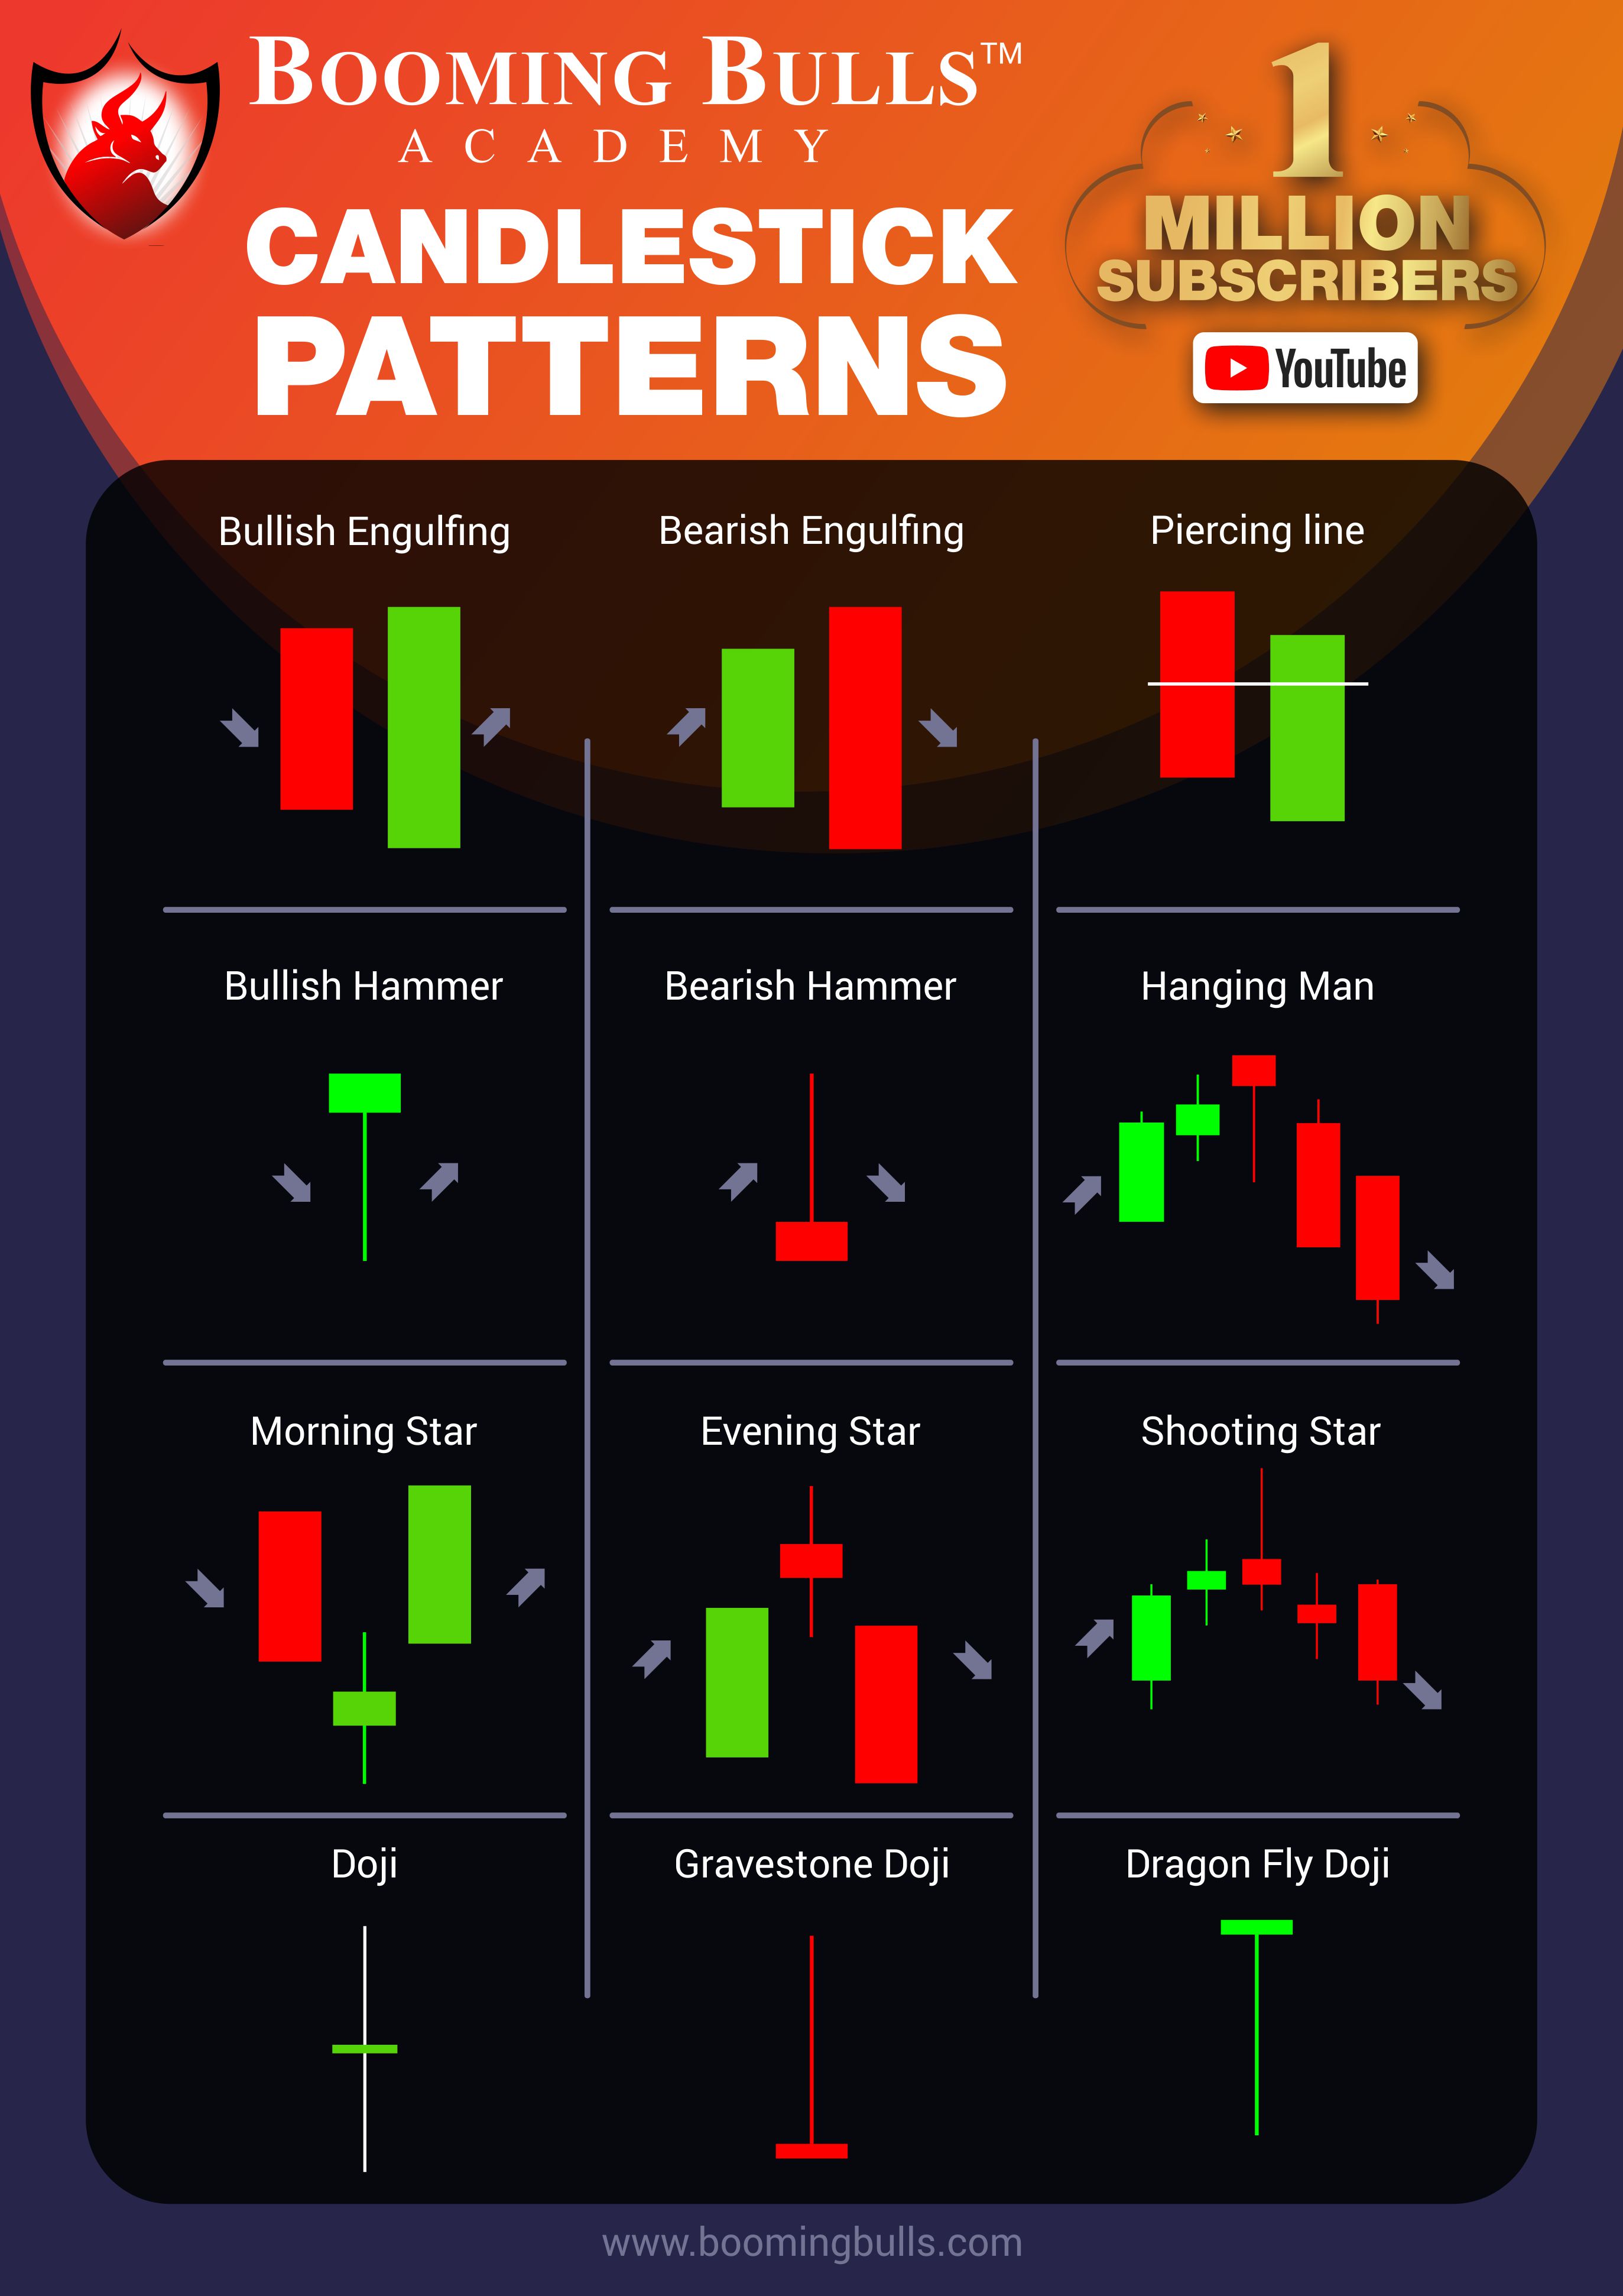 BOOMING BULLS™
ACADEMY
CANDLESTICK
PATTERNS
1
MILLION
SUBSCRIBERS
YouTube
Bullish Engulfing
Bearish Engulfing
Piercing line
Bullish Hammer
Bearish Hammer
Hanging Man
Morning Star
Evening Star
Shooting Star
Doji
Gravestone Doji
Dragon Fly Doji
www.boomingbulls.com